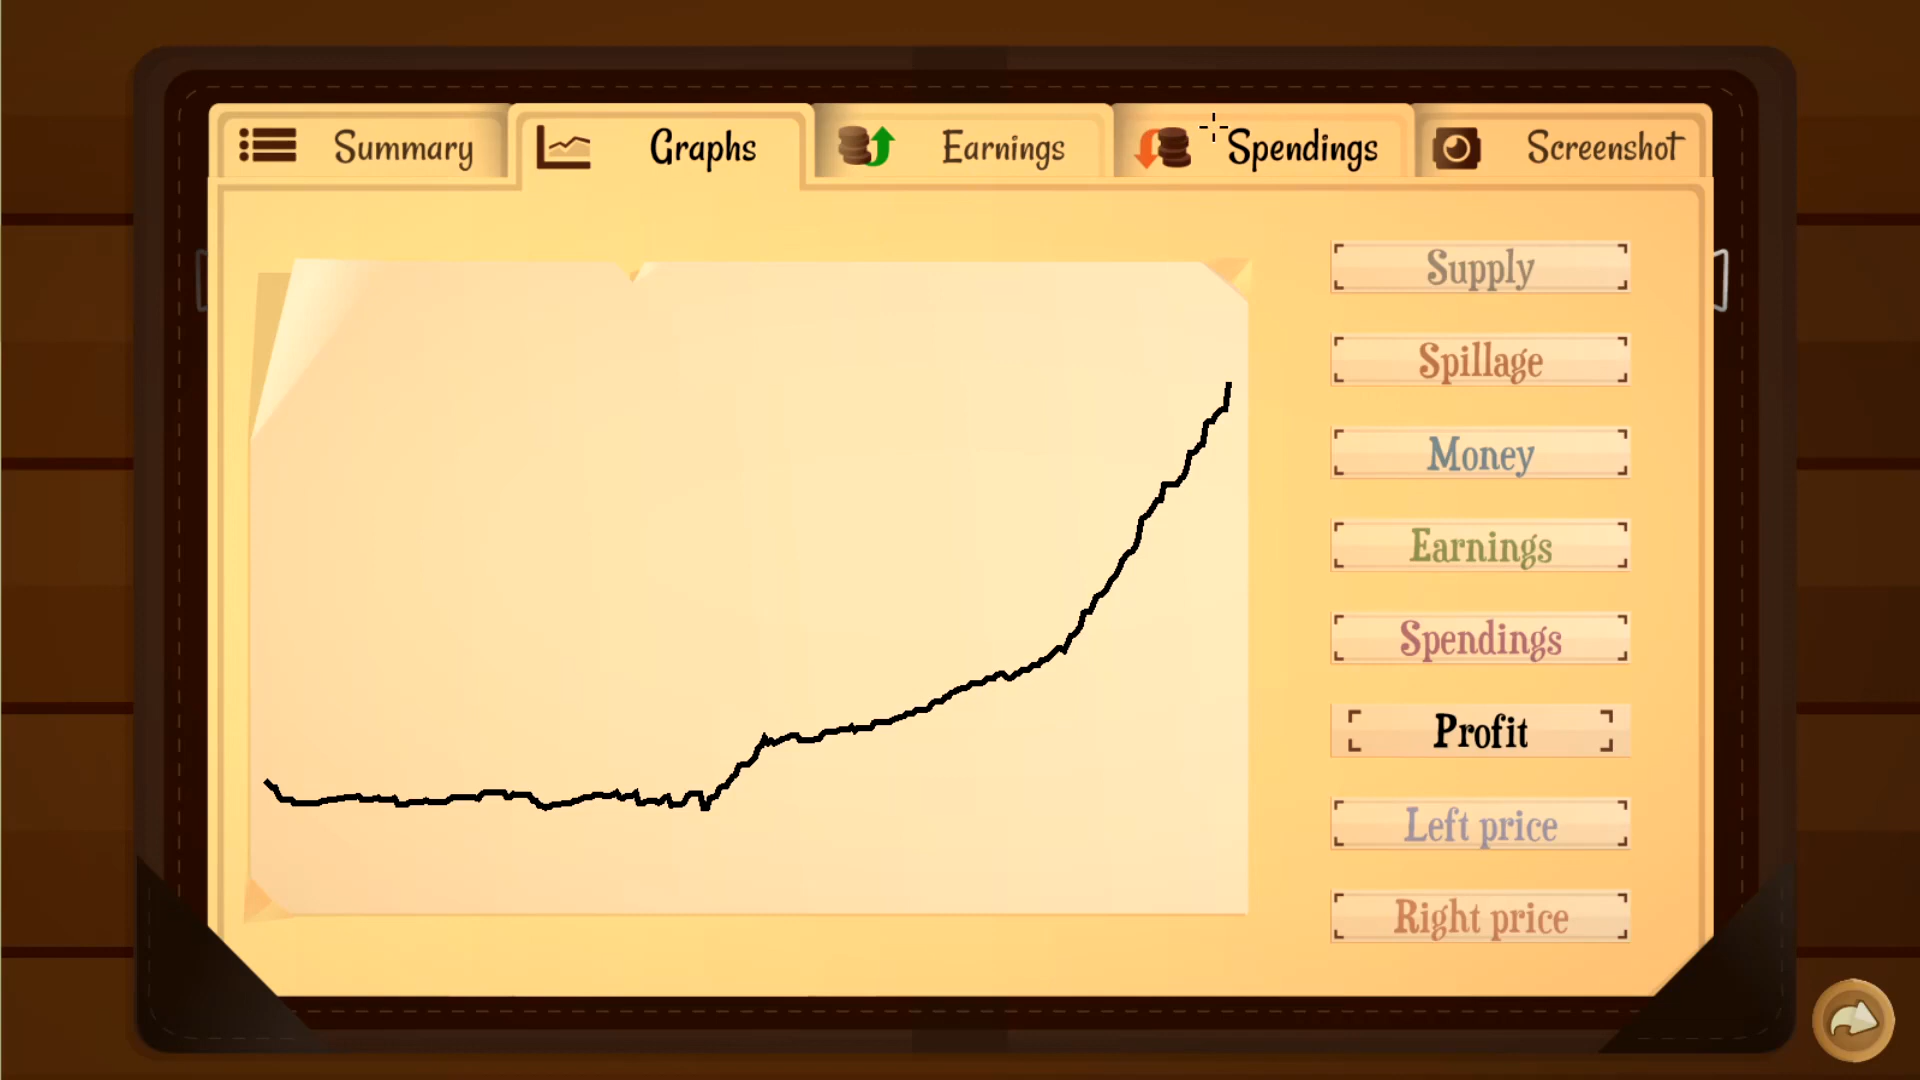 Summary
Graphs
Earnings
Spendings
Screenshot
Supply
Spillage
Money
Earnings
Spendings
Profit
Left price
Right price